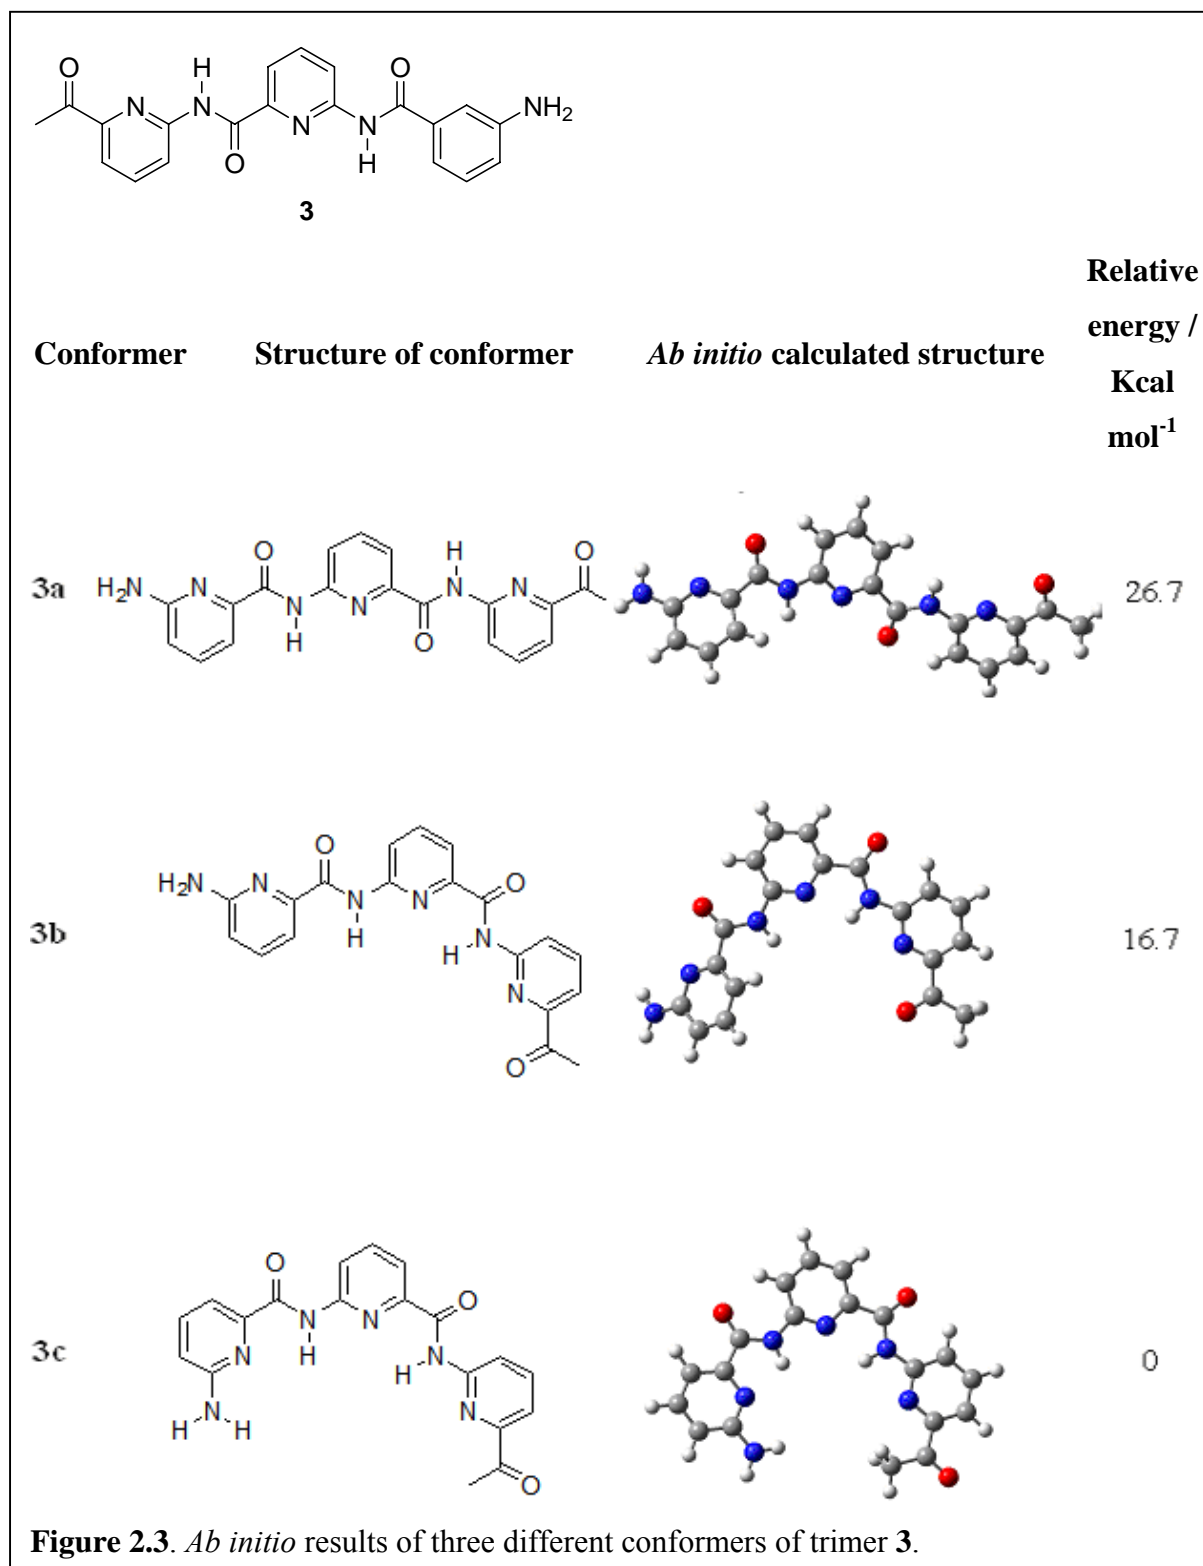 O
H
N
N
O
N
N
H
O
NH2
3
Conformer Structure of conformer Ab initio calculated structure Relative energy / Kcal mol-1
3a
H2N
N
O
N
H
N
O
H
N
N
O
26.7
3b
H2N
N
O
N
H
N
O
H
N
N
O
16.7
3c
O
N
H
N
O
N
H
N
N
H
H
N
O
0
Figure 2.3. Ab initio results of three different conformers of trimer 3.